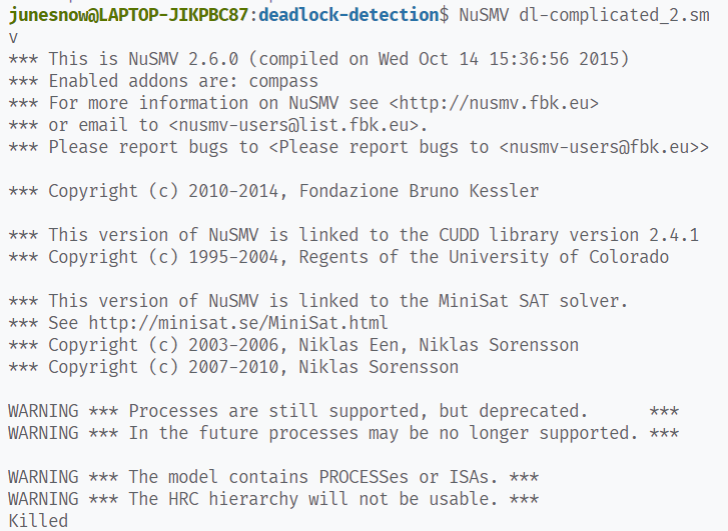 junesnow@LAPTOP-JIKPBC87:deadlock-detection$ NuSMV dl-complicated_2.sm
v
*** This is NuSMV 2.6.0 (compiled on Wed Oct 14 15:36:56 2015)
*** Enabled addons are: compass
*** For more information on NuSMV see <http://nusmv.fbk.eu>
*** or email to <nusmv-users@list.fbk.eu>.
*** Please report bugs to <Please report bugs to <nusmv-users@fbk.eu>>

*** Copyright (c) 2010-2014, Fondazione Bruno Kessler

*** This version of NuSMV is linked to the CUDD library version 2.4.1
*** Copyright (c) 1995-2004, Regents of the University of Colorado

*** This version of NuSMV is linked to the MiniSat SAT solver.
*** See http://minisat.se/MiniSat.html
*** Copyright (c) 2003-2006, Niklas Een, Niklas Sorensson
*** Copyright (c) 2007-2010, Niklas Sorensson

WARNING *** Processes are still supported, but deprecated.      ***
WARNING *** In the future processes may be no longer supported. ***

WARNING *** The model contains PROCESSes or ISAs. ***
WARNING *** The HRC hierarchy will not be usable. ***
Killed